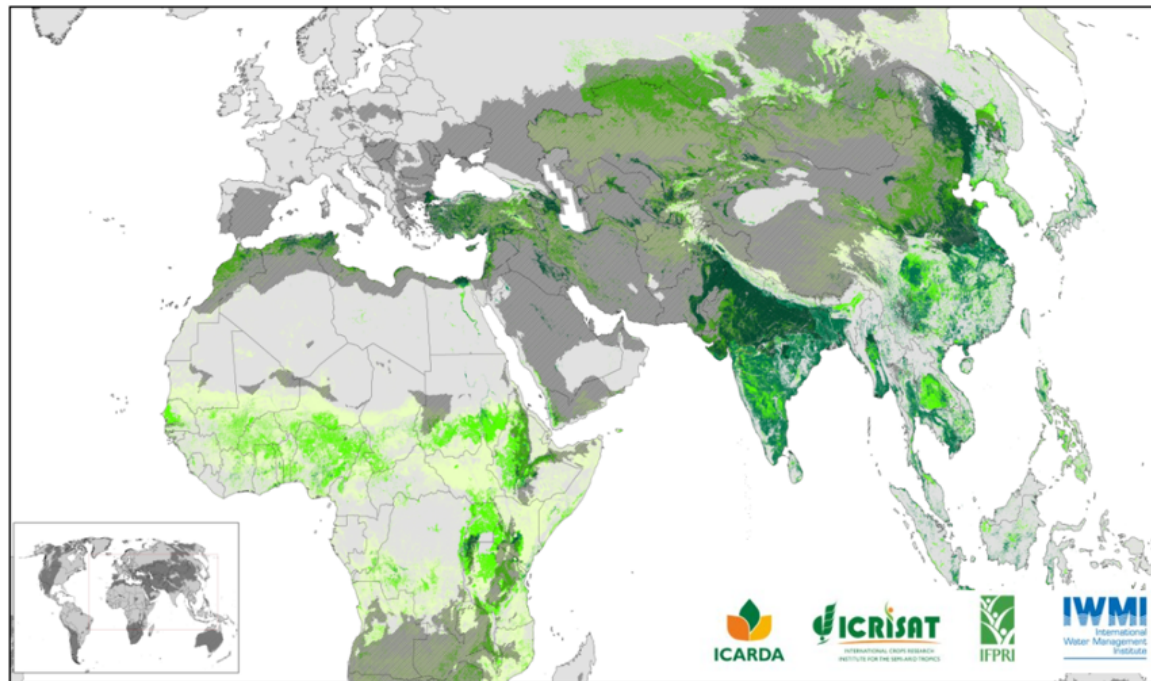 ICARDA
ICRISAT
INTERNATIONAL CROPS RESEARCH
INSTITUTE FOR THE SEMI-ARID TROPICS
IFPRI
IWMI
International
Water Management
Institute